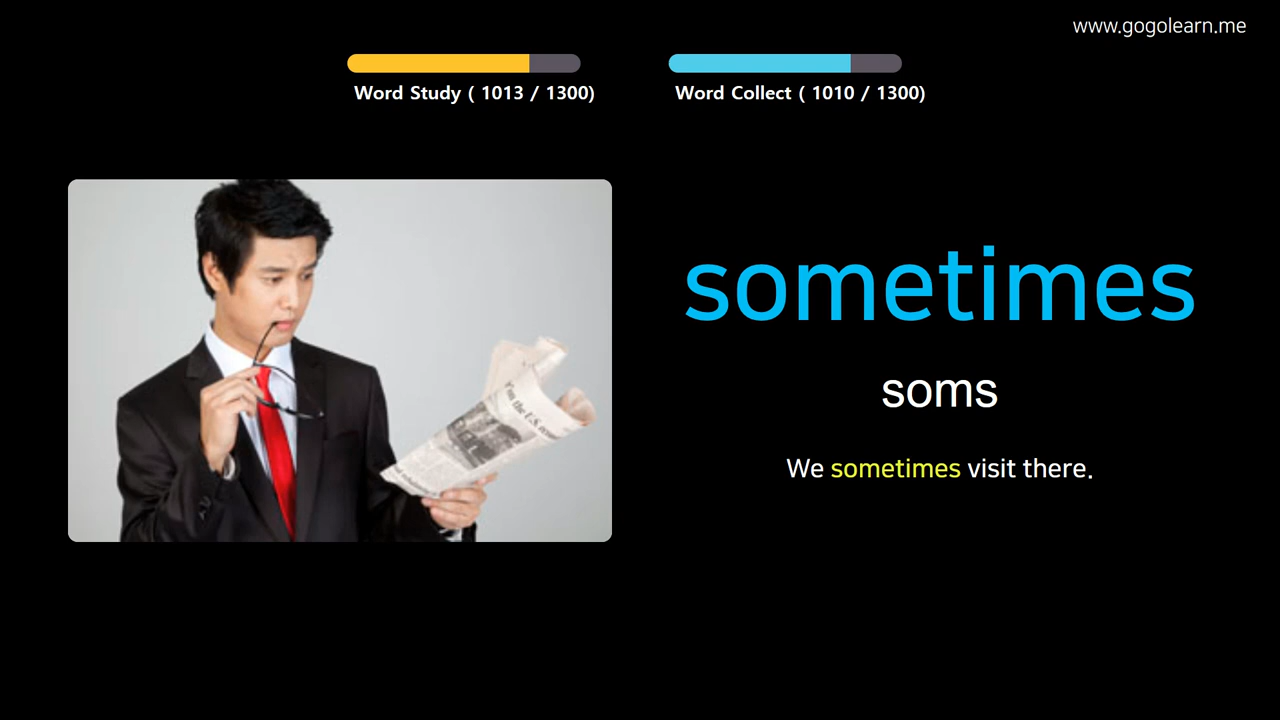 www.gogolearn.me
Word Study ( 1013 / 1300)
Word Collect ( 1010 / 1300)
sometimes
soms
We sometimes visit there.